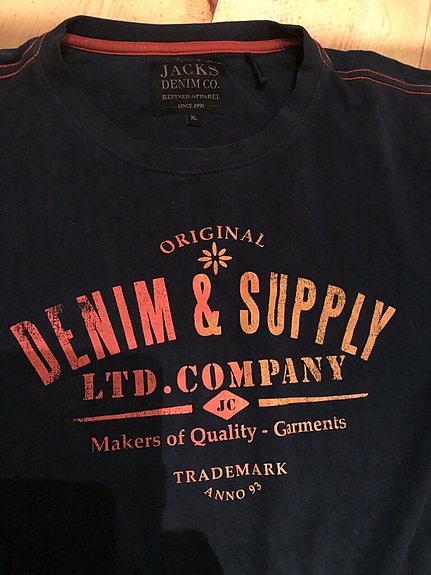 JACKS
DENIM CO.
REFINED APPAREL
SINCE 1990
XL
ORIGINAL
DENIM & SUPPLY
LTD.COMPANY
JC
Makers of Quality - Garments
TRADEMARK
ANNO 93